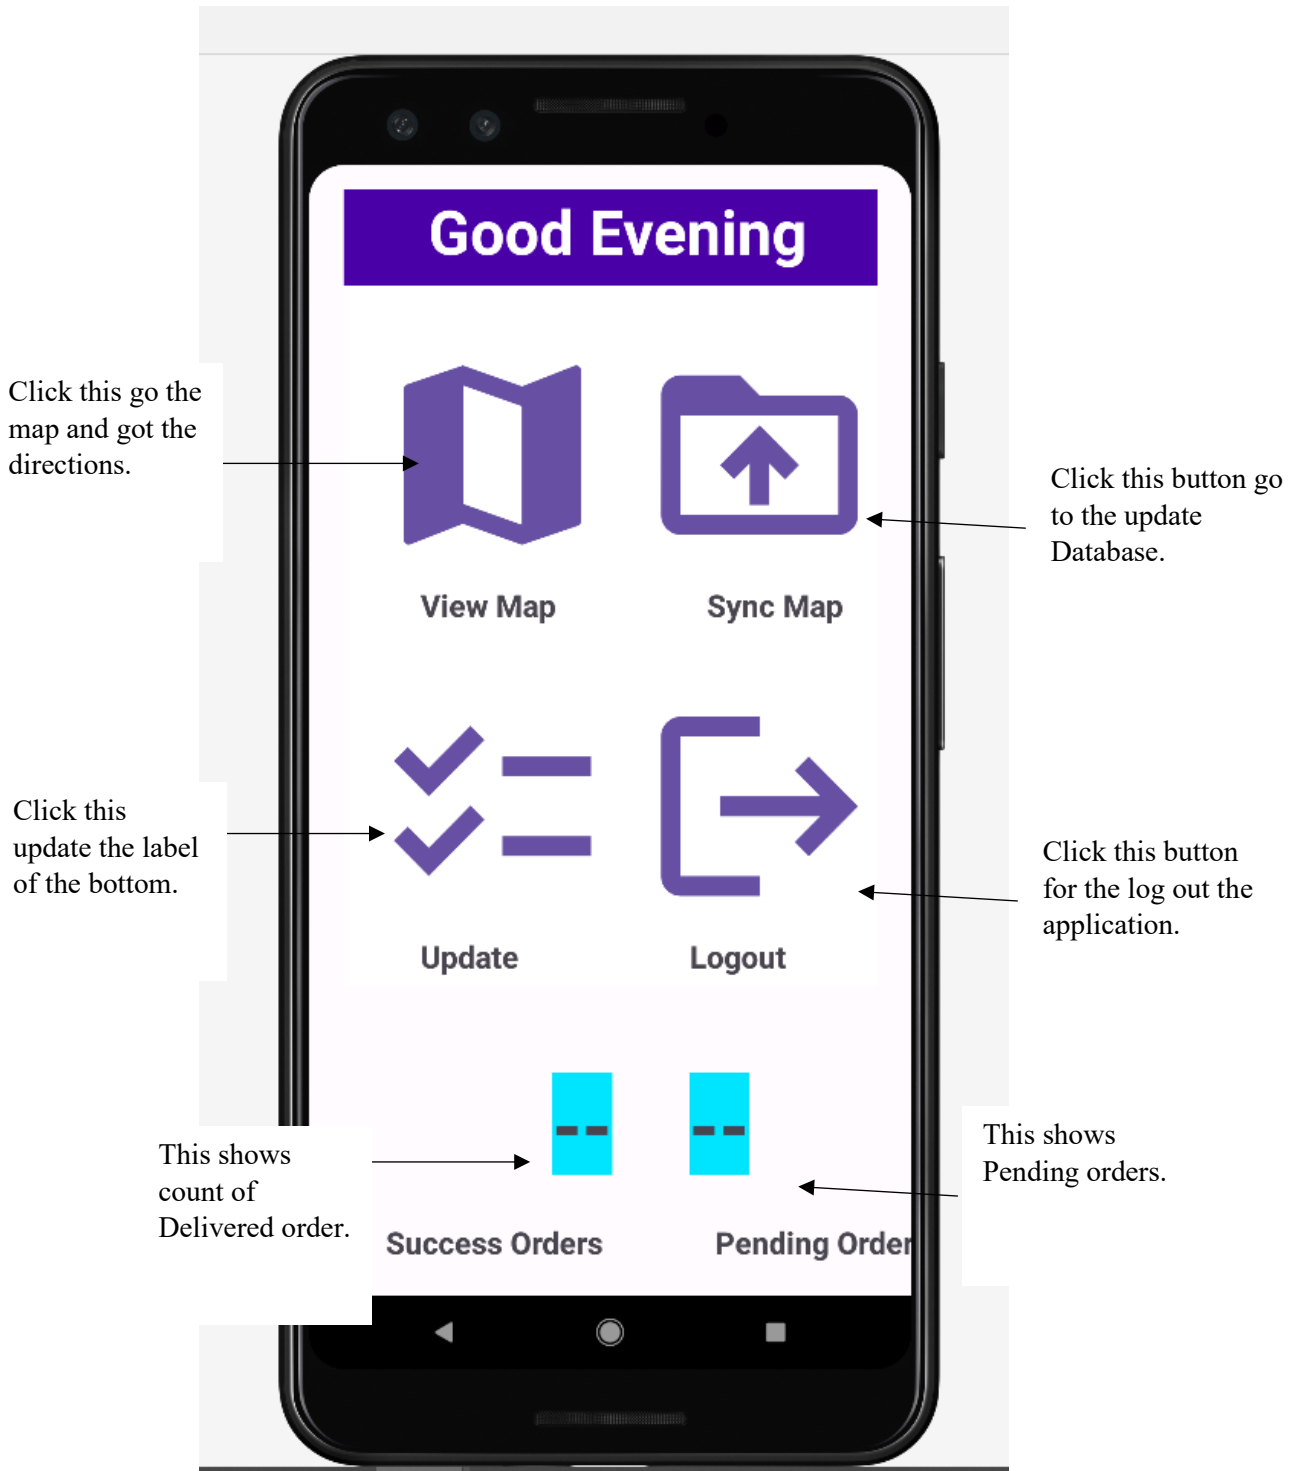 Good Evening
Click this go the
map and got the
directions.
Click this button go
to the update
Database.
View Map
Sync Map
Click this
update the label
of the bottom.
Click this button
for the log out the
application.
Update
Logout
-- --
This shows
count of
Delivered order.
This shows
Pending orders.
Success Orders
Pending Order